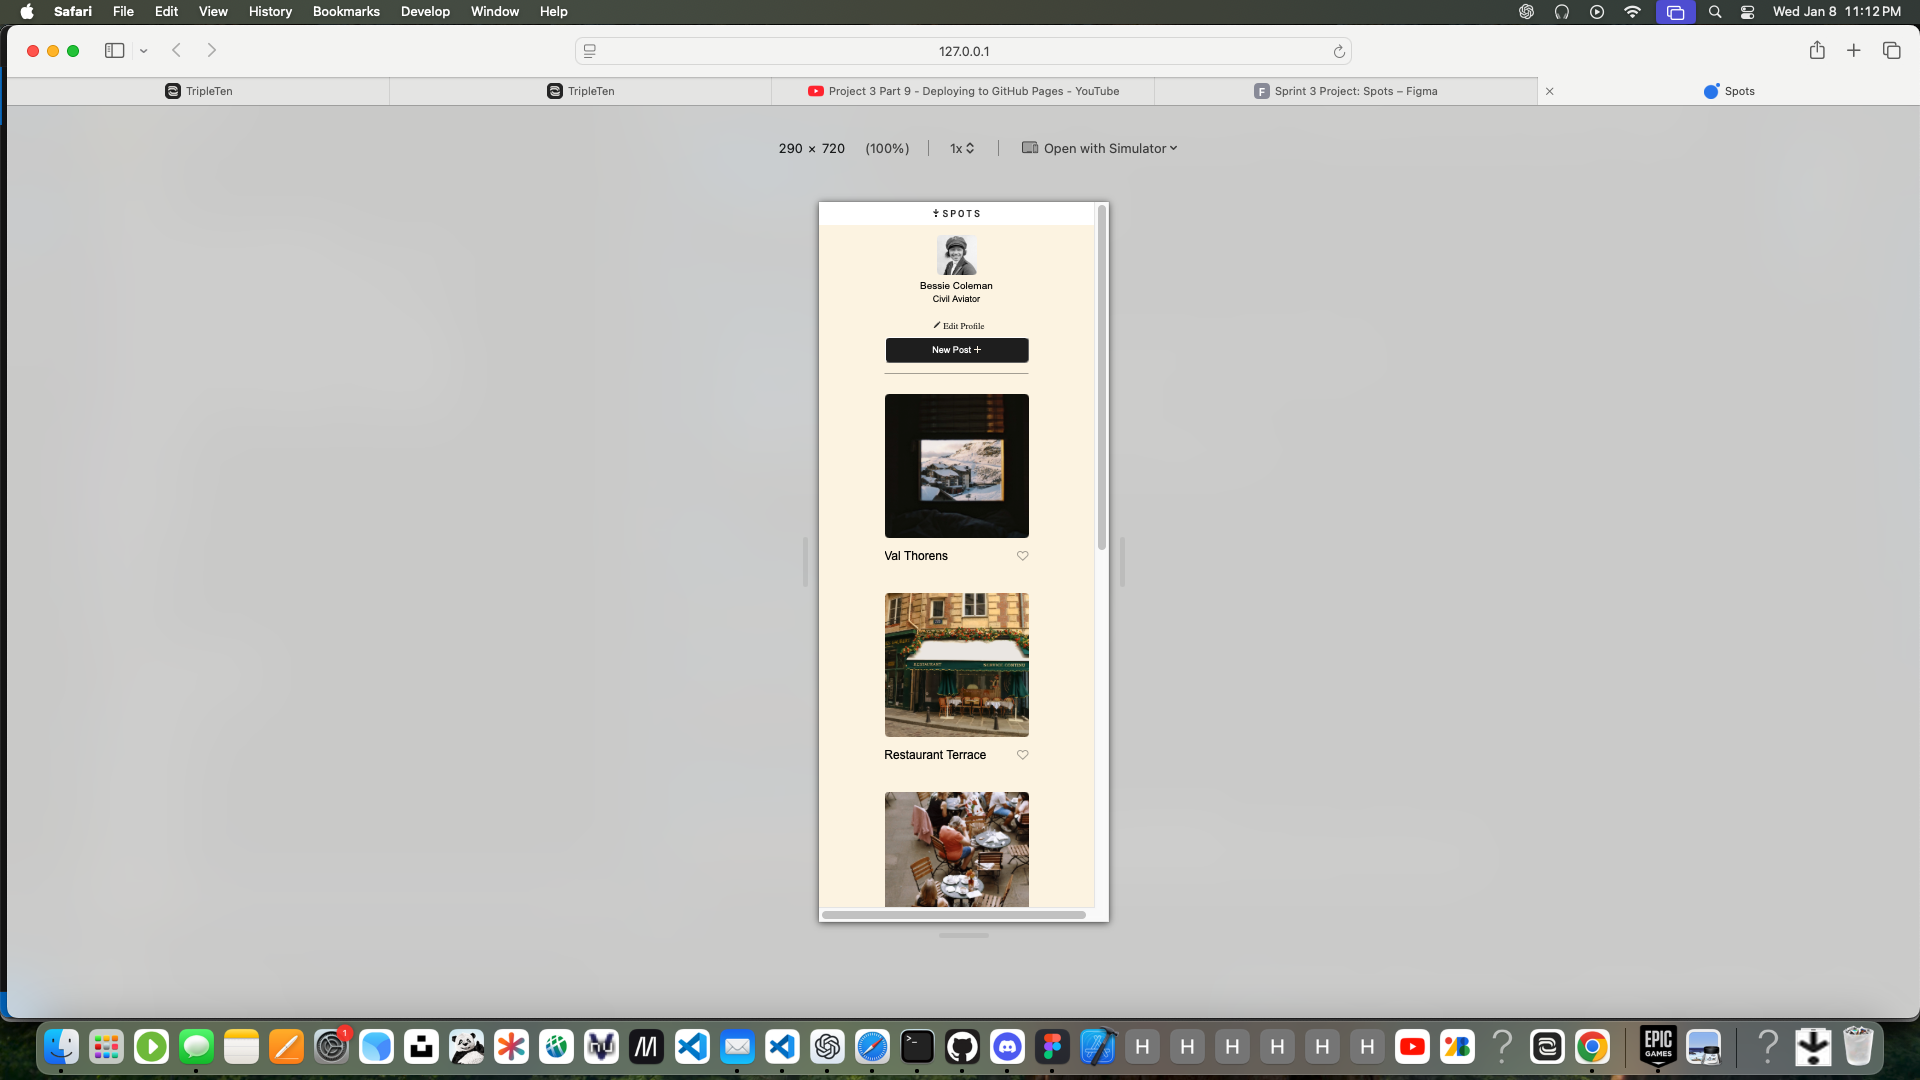 Safari File Edit View History Bookmarks Develop Window Help Wed Jan 8 11:12 PM
127.0.0.1
TripleTen TripleTen Project 3 Part 9 - Deploying to GitHub Pages - YouTube F Sprint 3 Project: Spots – Figma Spots
290 × 720 (100%) 1x Open with Simulator
SPOTS
Bessie Coleman
Civil Aviator
Edit Profile
New Post +
Val Thorens
RESTAURANT
Restaurant Terrace
1
H H H H H H
EPIC
GAMES